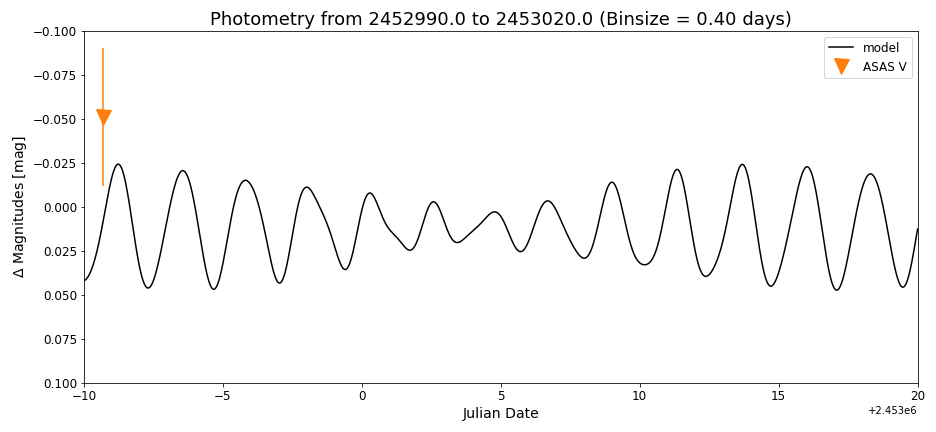 Photometry from 2452990.0 to 2453020.0 (Binsize = 0.40 days)
model
ASAS V
−0.100
−0.075
−0.050
−0.025
0.000
0.025
0.050
0.075
0.100
Δ Magnitudes [mag]
−10
−5
0
5
10
15
20
Julian Date
+2.453e6